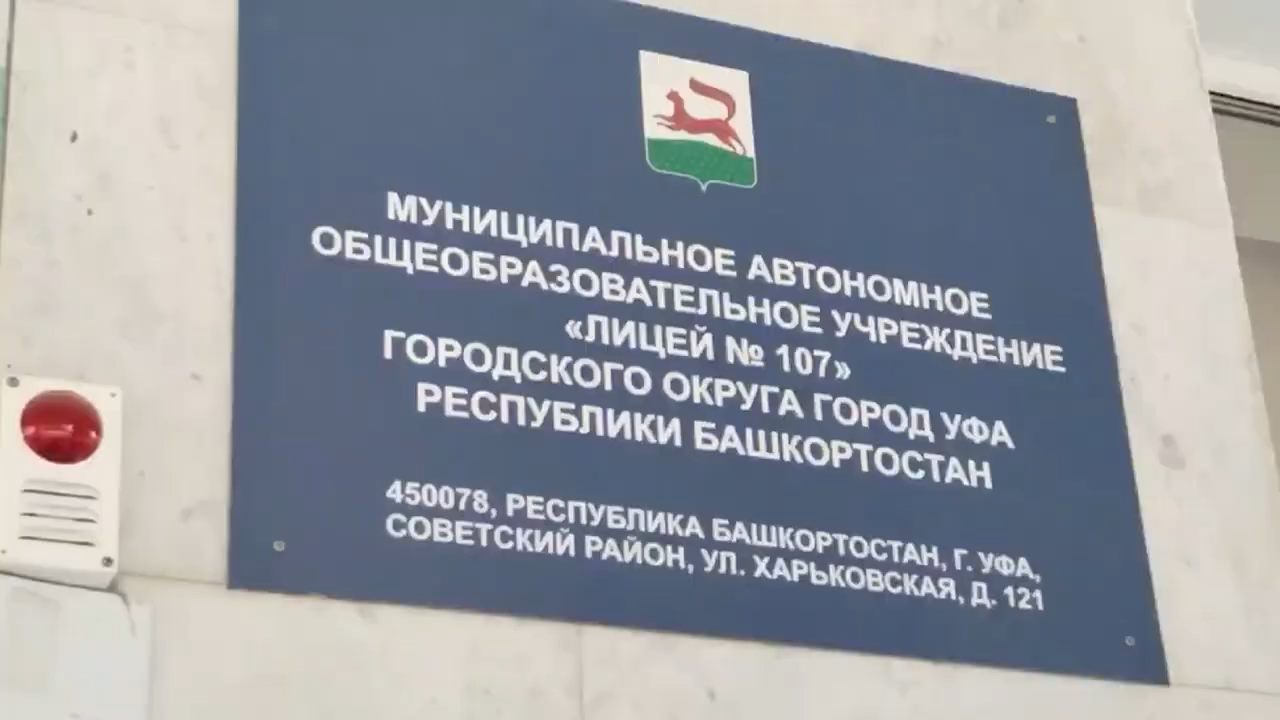 МУНИЦИПАЛЬНОЕ АВТОНОМНОЕ
ОБЩЕОБРАЗОВАТЕЛЬНОЕ УЧРЕЖДЕНИЕ
«ЛИЦЕЙ № 107»
ГОРОДСКОГО ОКРУГА ГОРОД УФА
РЕСПУБЛИКИ БАШКОРТОСТАН
450078, РЕСПУБЛИКА БАШКОРТОСТАН, Г. УФА,
СОВЕТСКИЙ РАЙОН, УЛ. ХАРЬКОВСКАЯ, Д. 121